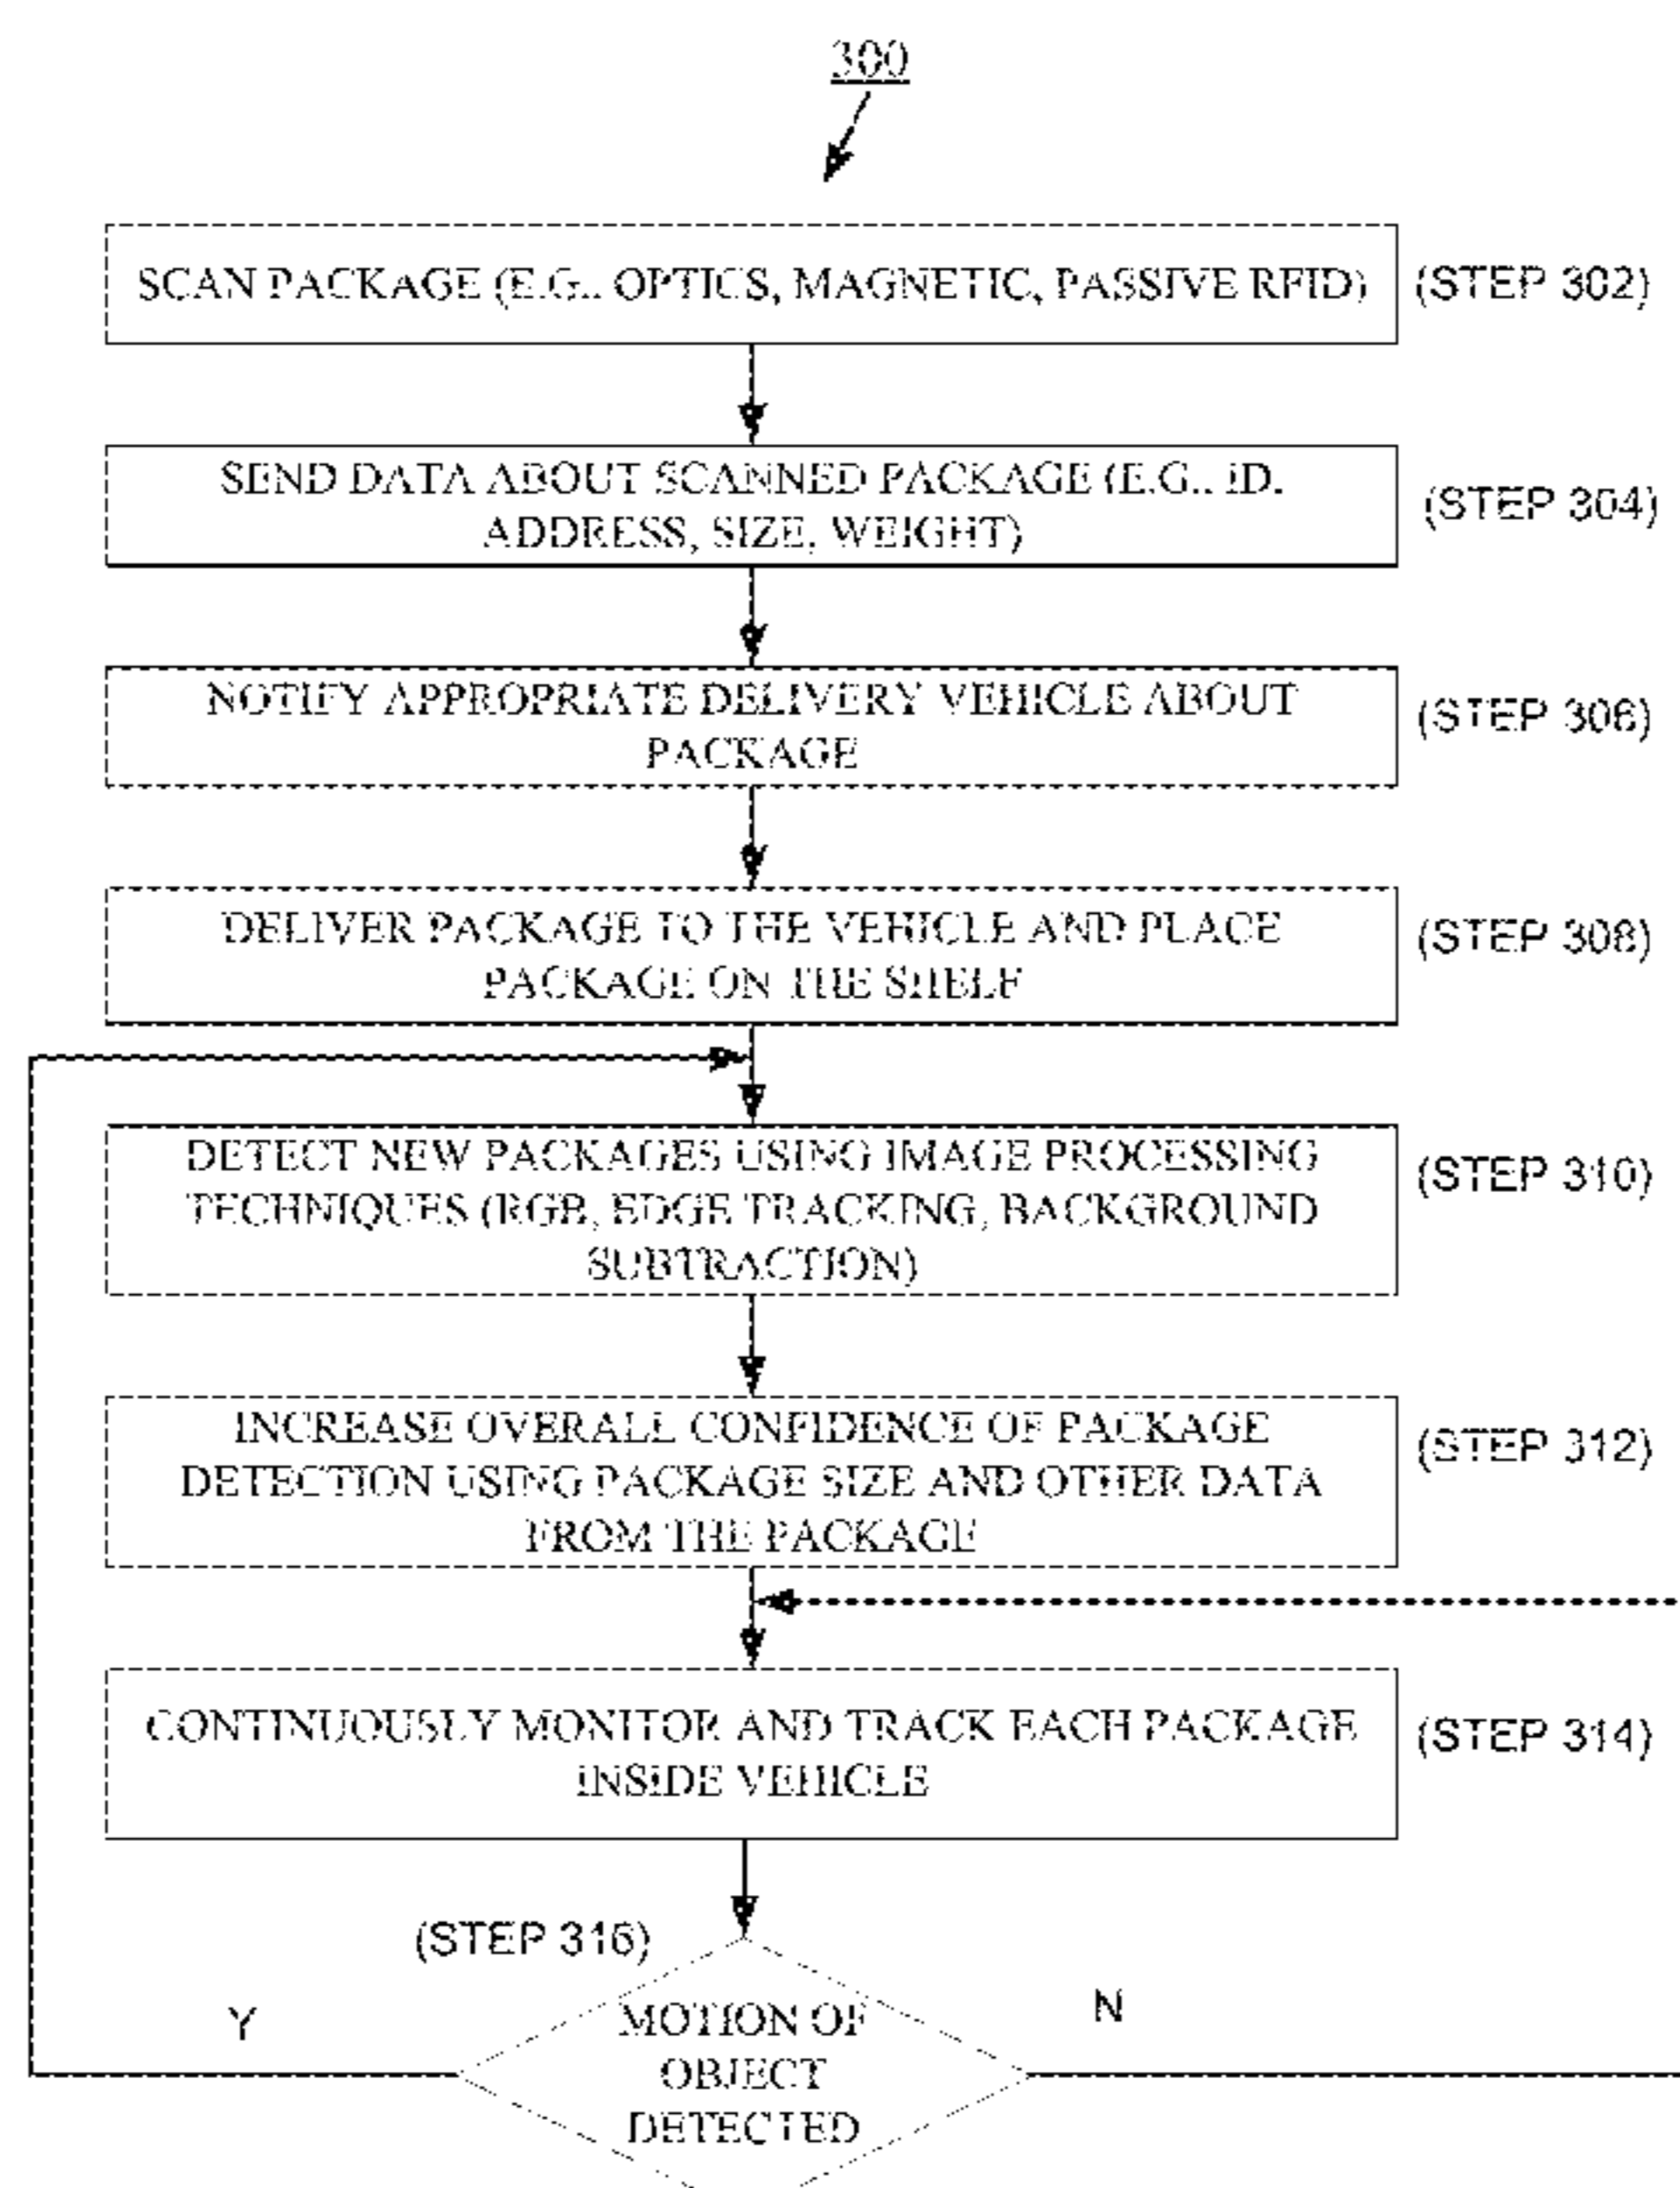 300
SCAN PACKAGE (E.G., OPTICS, MAGNETIC, PASSIVE RFID)
(STEP 302)
SEND DATA ABOUT SCANNED PACKAGE (E.G., ID,
ADDRESS, SIZE, WEIGHT)
(STEP 304)
NOTIFY APPROPRIATE DELIVERY VEHICLE ABOUT
PACKAGE
(STEP 306)
DELIVER PACKAGE TO THE VEHICLE AND PLACE
PACKAGE ON THE SHELF
(STEP 308)
DETECT NEW PACKAGES USING IMAGE PROCESSING
TECHNIQUES (RGB, EDGE TRACKING, BACKGROUND
SUBTRACTION)
(STEP 310)
INCREASE OVERALL CONFIDENCE OF PACKAGE
DETECTION USING PACKAGE SIZE AND OTHER DATA
FROM THE PACKAGE
(STEP 312)
CONTINUOUSLY MONITOR AND TRACK EACH PACKAGE
INSIDE VEHICLE
(STEP 314)
(STEP 316)
Y
MOTION OF
OBJECT
DETECTED
N